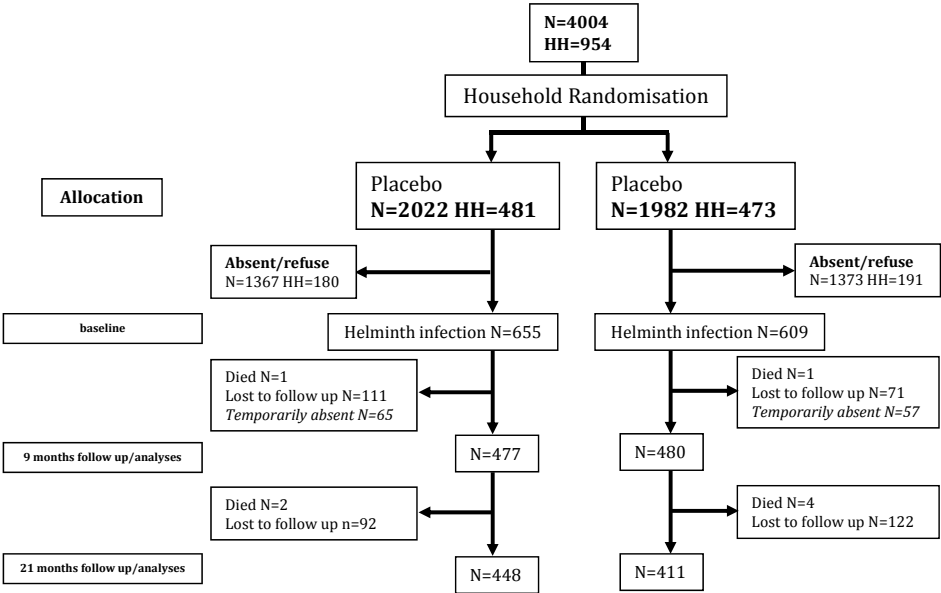 N=4004
HH=954
Household Randomisation
Allocation
Placebo
N=2022 HH=481
Placebo
N=1982 HH=473
Absent/refuse
N=1367 HH=180
Absent/refuse
N=1373 HH=191
baseline
Helminth infection N=655
Helminth infection N=609
Died N=1
Lost to follow up N=111
Temporarily absent N=65
Died N=1
Lost to follow up N=71
Temporarily absent N=57
9 months follow up/analyses
N=477
N=480
Died N=2
Lost to follow up n=92
Died N=4
Lost to follow up N=122
21 months follow up/analyses
N=448
N=411